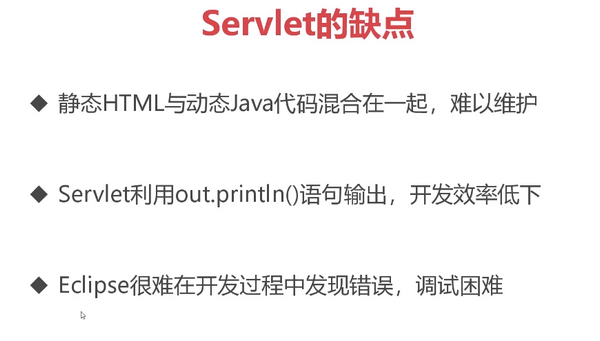 Servlet的缺点
◆ 静态HTML与动态Java代码混合在一起，难以维护
◆ Servlet利用out.println()语句输出，开发效率低下
◆ Eclipse很难在开发过程中发现错误，调试困难